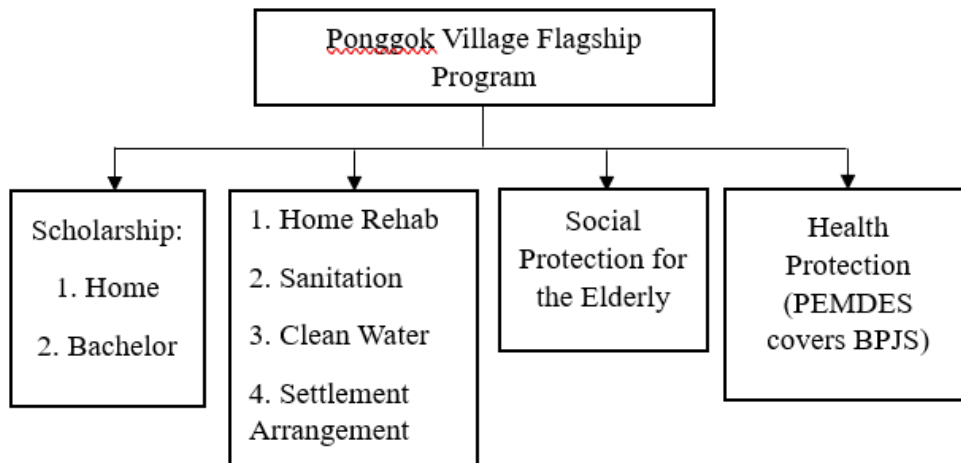 Ponggok Village Flagship
Program
Scholarship:
1. Home
2. Bachelor
1. Home Rehab
2. Sanitation
3. Clean Water
4. Settlement
Arrangement
Social
Protection for
the Elderly
Health
Protection
(PEMDES
covers BPJS)